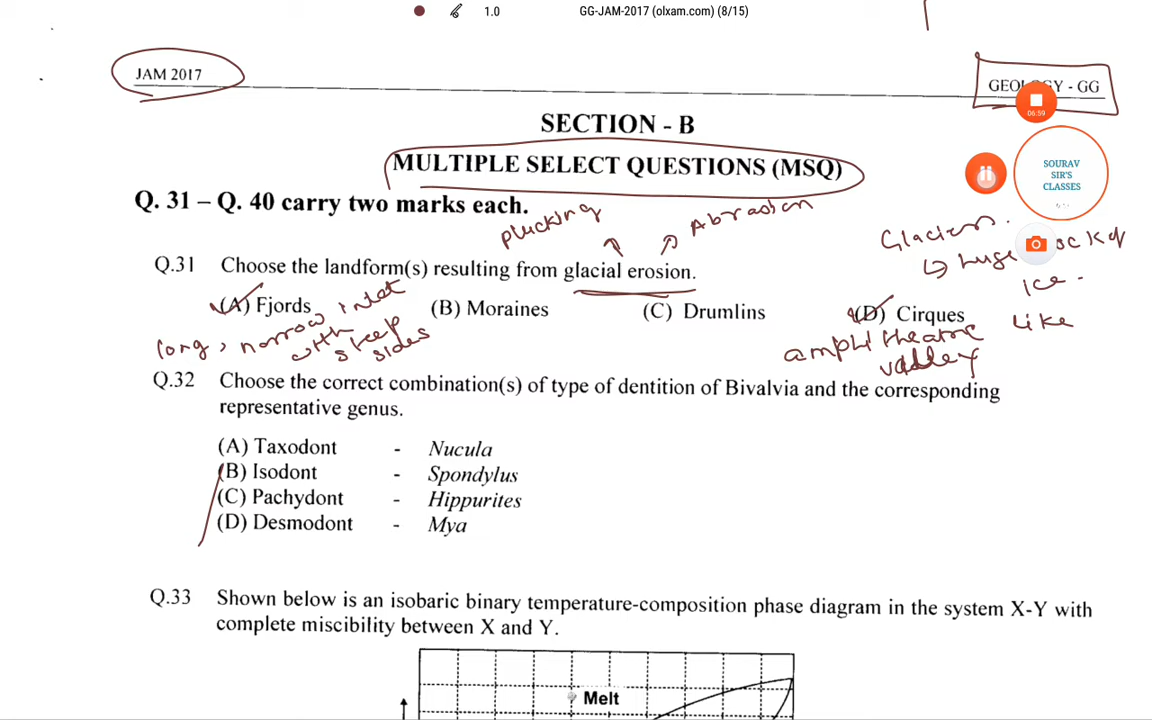 1.0 GG-JAM-2017 (olxam.com) (8/15)
JAM 2017
GEOLOGY - GG
06:59
SECTION - B
MULTIPLE SELECT QUESTIONS (MSQ)
SOURAV
SIR'S
CLASSES
Q. 31 – Q. 40 carry two marks each.
plucking Abrasion
Glaciers.
↳ huge ock of
Ice.
Q.31 Choose the landform(s) resulting from glacial erosion.
(A) Fjords (B) Moraines (C) Drumlins (D) Cirques
long, narrow inlet
with steep
sides
amphitheatre like
valley
Q.32 Choose the correct combination(s) of type of dentition of Bivalvia and the corresponding
representative genus.
(A) Taxodont - Nucula
(B) Isodont - Spondylus
(C) Pachydont - Hippurites
(D) Desmodont - Mya
Q.33 Shown below is an isobaric binary temperature-composition phase diagram in the system X-Y with
complete miscibility between X and Y.
Melt